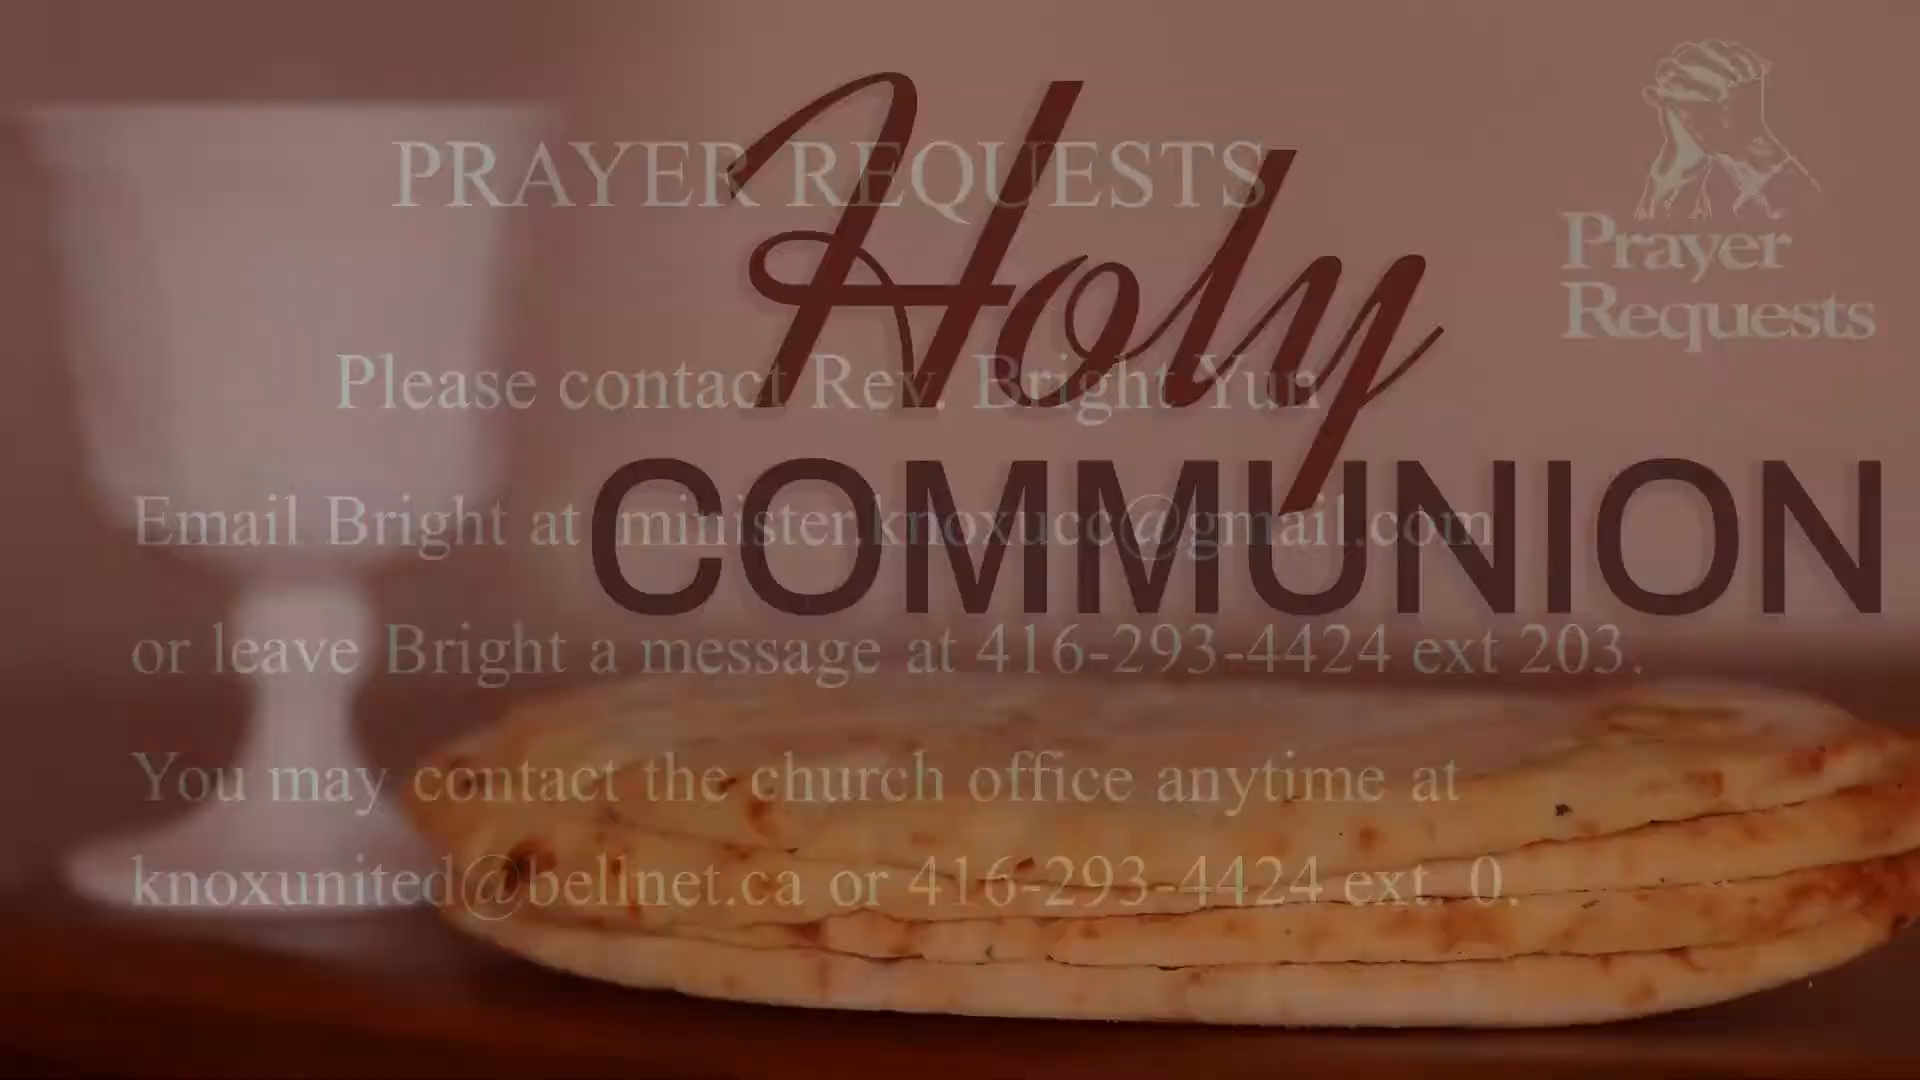 Holy
COMMUNION
PRAYER REQUESTS
Prayer
Requests
Please contact Rev. Bright Yun
Email Bright at minister.knoxucc@gmail.com
or leave Bright a message at 416-293-4424 ext 203.
You may contact the church office anytime at
knoxunited@bellnet.ca or 416-293-4424 ext. 0.